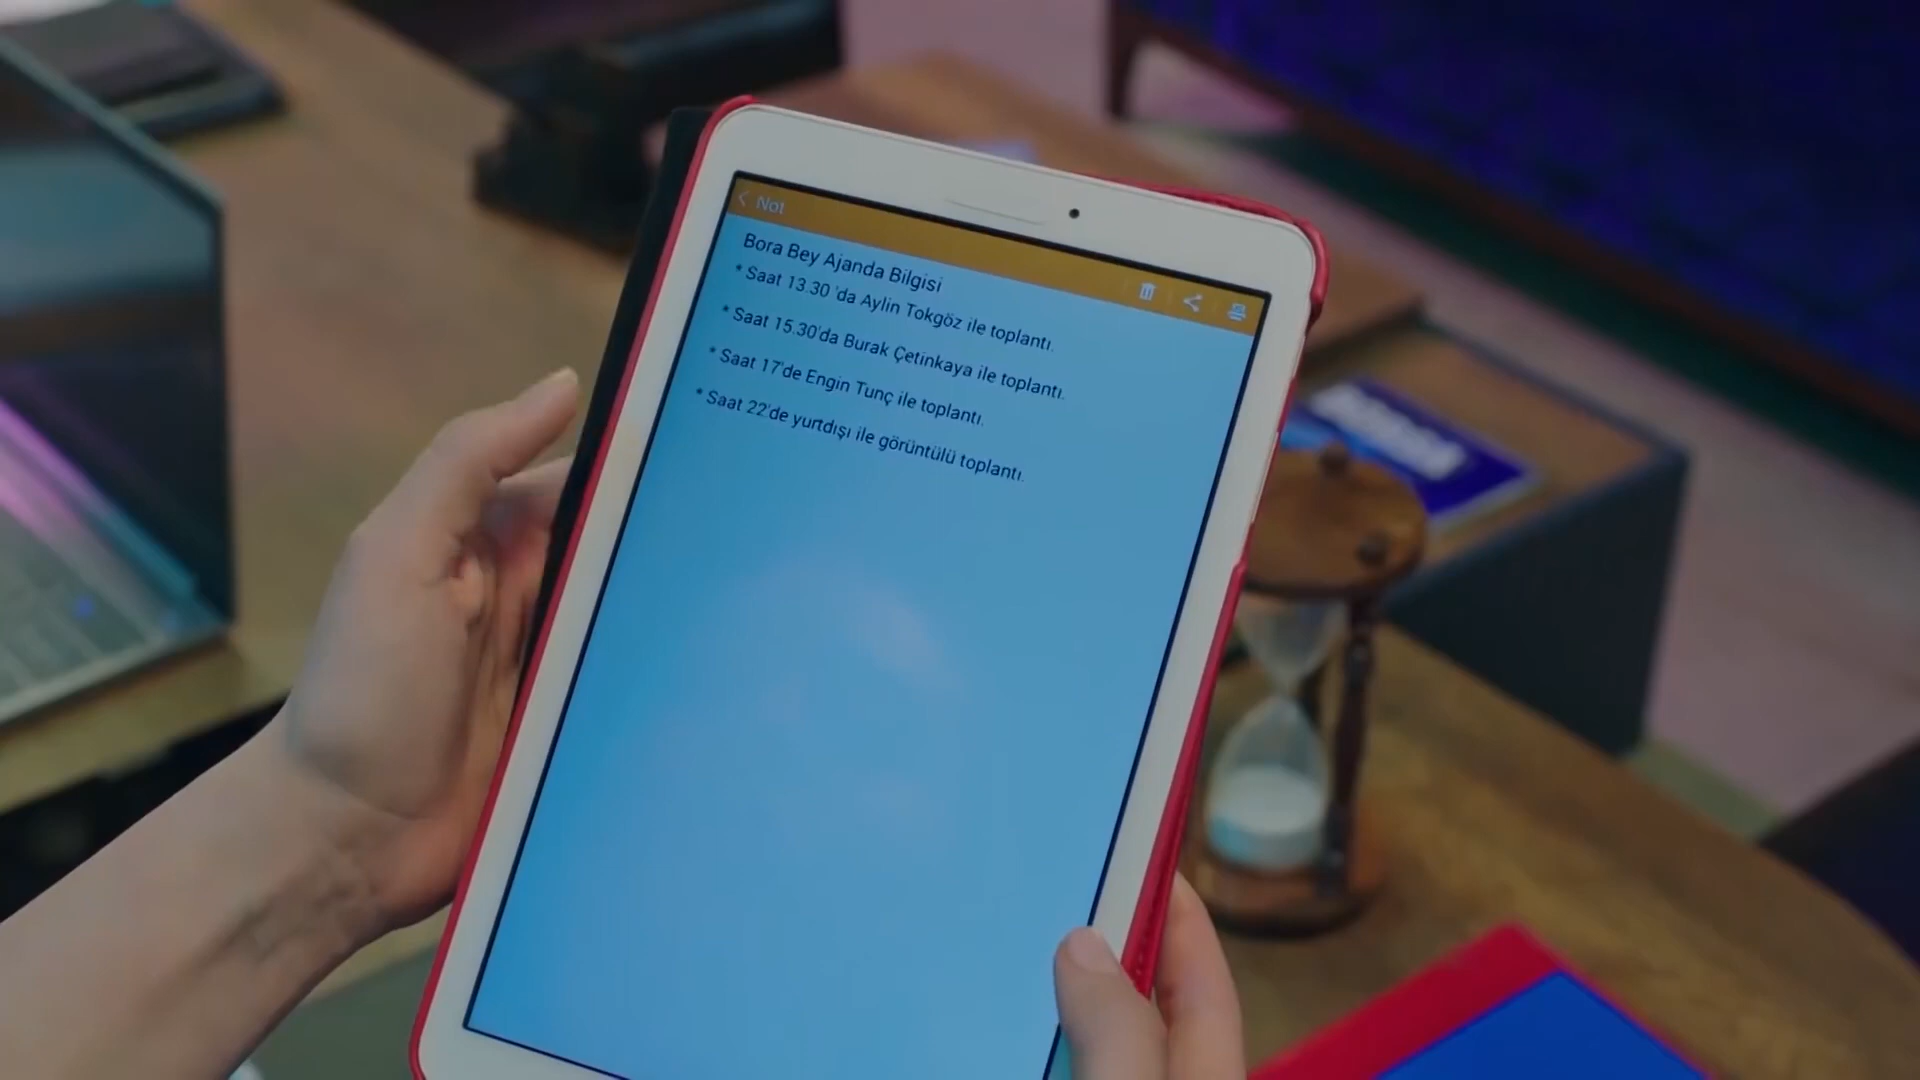 Not
Bora Bey Ajanda Bilgisi
* Saat 13.30 'da Aylin Tokgöz ile toplantı.
* Saat 15.30'da Burak Çetinkaya ile toplantı.
* Saat 17'de Engin Tunç ile toplantı.
* Saat 22'de yurtdışı ile görüntülü toplantı.